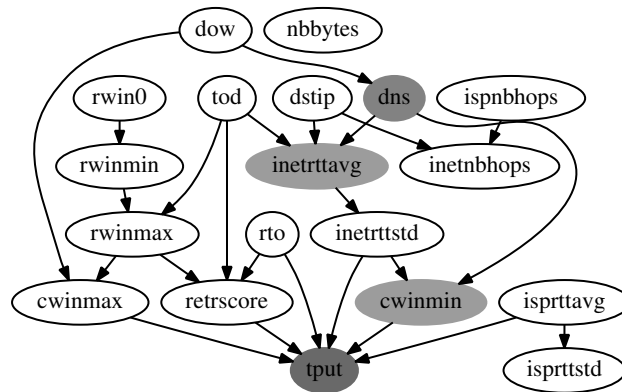 dow
nbbytes
rwin0
tod
dstip
dns
ispnbhops
rwinmin
inetrttavg
inetnbhops
rwinmax
rto
inetrttstd
cwinmax
retrscore
cwinmin
isprttavg
tput
isprttstd